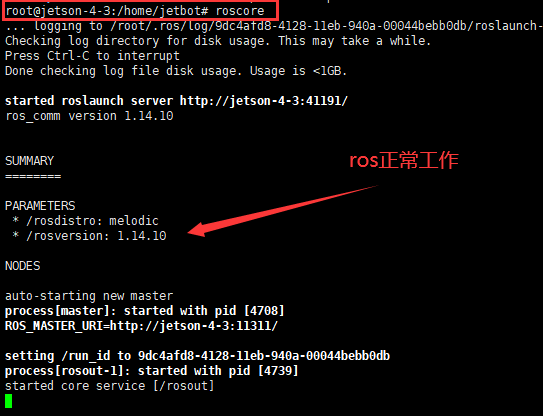 root@jetson-4-3:/home/jetbot# roscore
... logging to /root/.ros/log/9dc4afd8-4128-11eb-940a-00044bebb0db/roslaunch-
Checking log directory for disk usage. This may take a while.
Press Ctrl-C to interrupt
Done checking log file disk usage. Usage is <1GB.
started roslaunch server http://jetson-4-3:41191/
ros_comm version 1.14.10
SUMMARY
========
ros正常工作
PARAMETERS
* /rosdistro: melodic
* /rosversion: 1.14.10
NODES
auto-starting new master
process[master]: started with pid [4708]
ROS_MASTER_URI=http://jetson-4-3:11311/
setting /run_id to 9dc4afd8-4128-11eb-940a-00044bebb0db
process[rosout-1]: started with pid [4739]
started core service [/rosout]